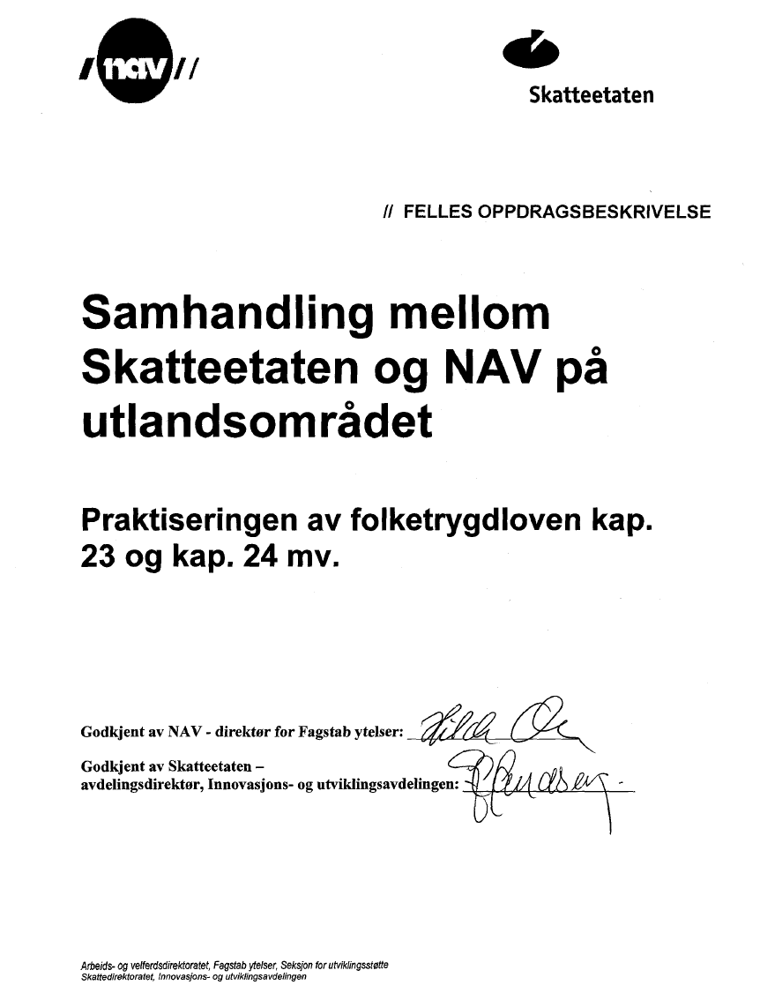 /nav//
Skatteetaten
// FELLES OPPDRAGSBESKRIVELSE
Samhandling mellom
Skatteetaten og NAV på
utlandsområdet
Praktiseringen av folketrygdloven kap.
23 og kap. 24 mv.
Godkjent av NAV - direktør for Fagstab ytelser:
Godkjent av Skatteetaten –
avdelingsdirektør, Innovasjons- og utviklingsavdelingen:
Arbeids- og velferdsdirektoratet, Fagstab ytelser, Seksjon for utviklingsstøtte
Skattedirektoratet, Innovasjons- og utviklingsavdelingen